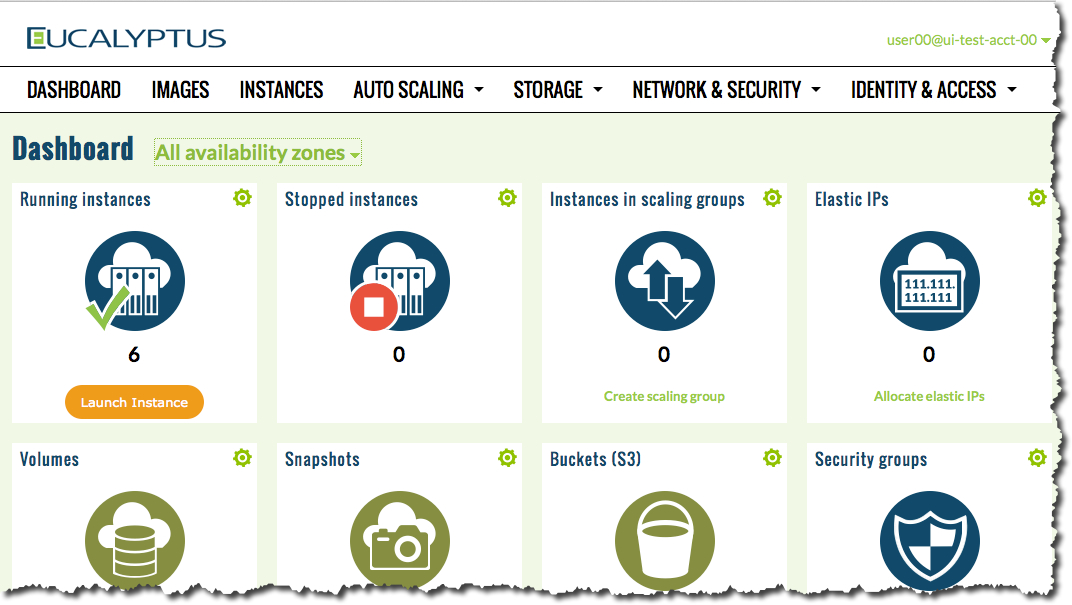 EUCALYPTUS
user00@ui-test-acct-00
DASHBOARD IMAGES INSTANCES AUTO SCALING STORAGE NETWORK & SECURITY IDENTITY & ACCESS
Dashboard All availability zones
Running instances Stopped instances Instances in scaling groups Elastic IPs
111.111.
111.111
6 0 0 0
Launch Instance Create scaling group Allocate elastic IPs
Volumes Snapshots Buckets (S3) Security groups